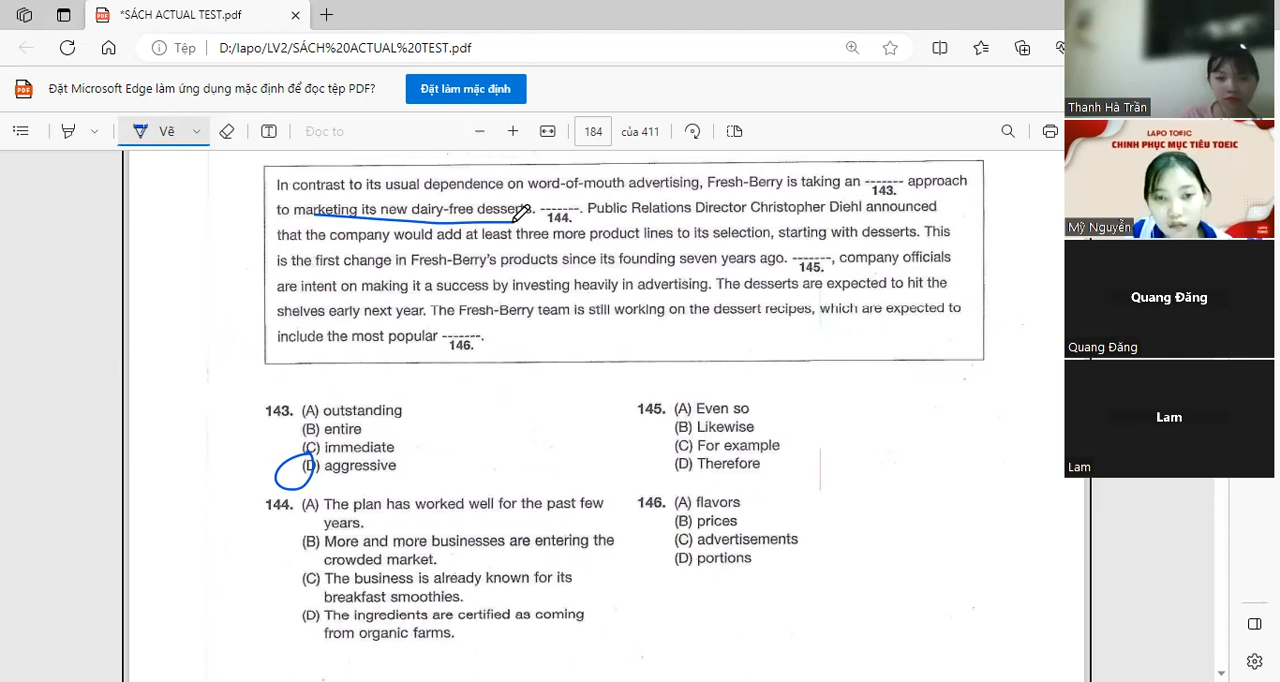 *SÁCH ACTUAL TEST.pdf
Tệp
D:/lapo/LV2/SÁCH%20ACTUAL%20TEST.pdf
Đặt Microsoft Edge làm ứng dụng mặc định để đọc tệp PDF?
Đặt làm mặc định
Vẽ
Đọc to
184 của 411
In contrast to its usual dependence on word-of-mouth advertising, Fresh-Berry is taking an ------- approach
143.
to marketing its new dairy-free desserts. -------. Public Relations Director Christopher Diehl announced
144.
that the company would add at least three more product lines to its selection, starting with desserts. This
is the first change in Fresh-Berry's products since its founding seven years ago. -------, company officials
145.
are intent on making it a success by investing heavily in advertising. The desserts are expected to hit the
shelves early next year. The Fresh-Berry team is still working on the dessert recipes, which are expected to
include the most popular -------.
146.
143. (A) outstanding
(B) entire
(C) immediate
(D) aggressive
144. (A) The plan has worked well for the past few
years.
(B) More and more businesses are entering the
crowded market.
(C) The business is already known for its
breakfast smoothies.
(D) The ingredients are certified as coming
from organic farms.
145. (A) Even so
(B) Likewise
(C) For example
(D) Therefore
146. (A) flavors
(B) prices
(C) advertisements
(D) portions
Thanh Hà Trần
LAPO TOEIC
CHINH PHỤC MỤC TIÊU TOEIC
Mỹ Nguyễn
Quang Đăng
Quang Đăng
Lam
Lam